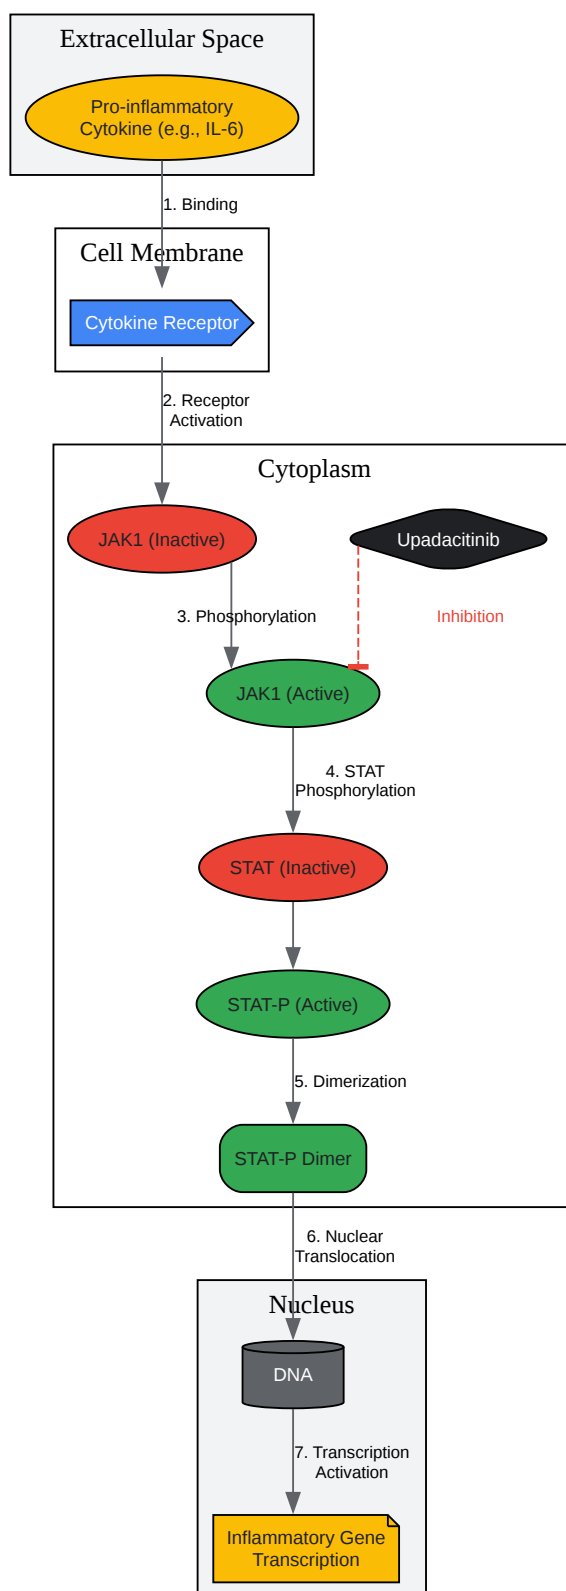 Extracellular Space
Pro-inflammatory
Cytokine (e.g., IL-6)
1. Binding
Cell Membrane
Cytokine Receptor
2. Receptor
Activation
Cytoplasm
JAK1 (Inactive)
Upadacitinib
3. Phosphorylation
Inhibition
JAK1 (Active)
4. STAT
Phosphorylation
STAT (Inactive)
STAT-P (Active)
5. Dimerization
STAT-P Dimer
6. Nuclear
Translocation
Nucleus
DNA
7. Transcription
Activation
Inflammatory Gene
Transcription